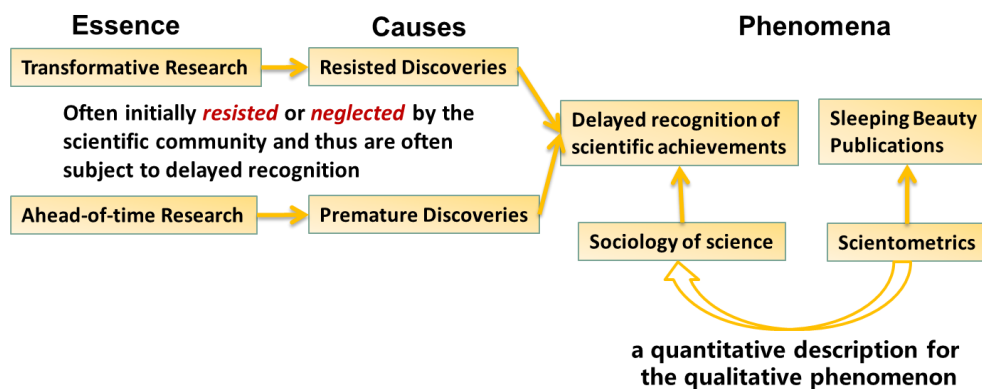 Essence
Causes
Phenomena
Transformative Research
Resisted Discoveries
Often initially resisted or neglected by the
scientific community and thus are often
subject to delayed recognition
Ahead-of-time Research
Premature Discoveries
Delayed recognition of
scientific achievements
Sleeping Beauty
Publications
Sociology of science
Scientometrics
a quantitative description for
the qualitative phenomenon